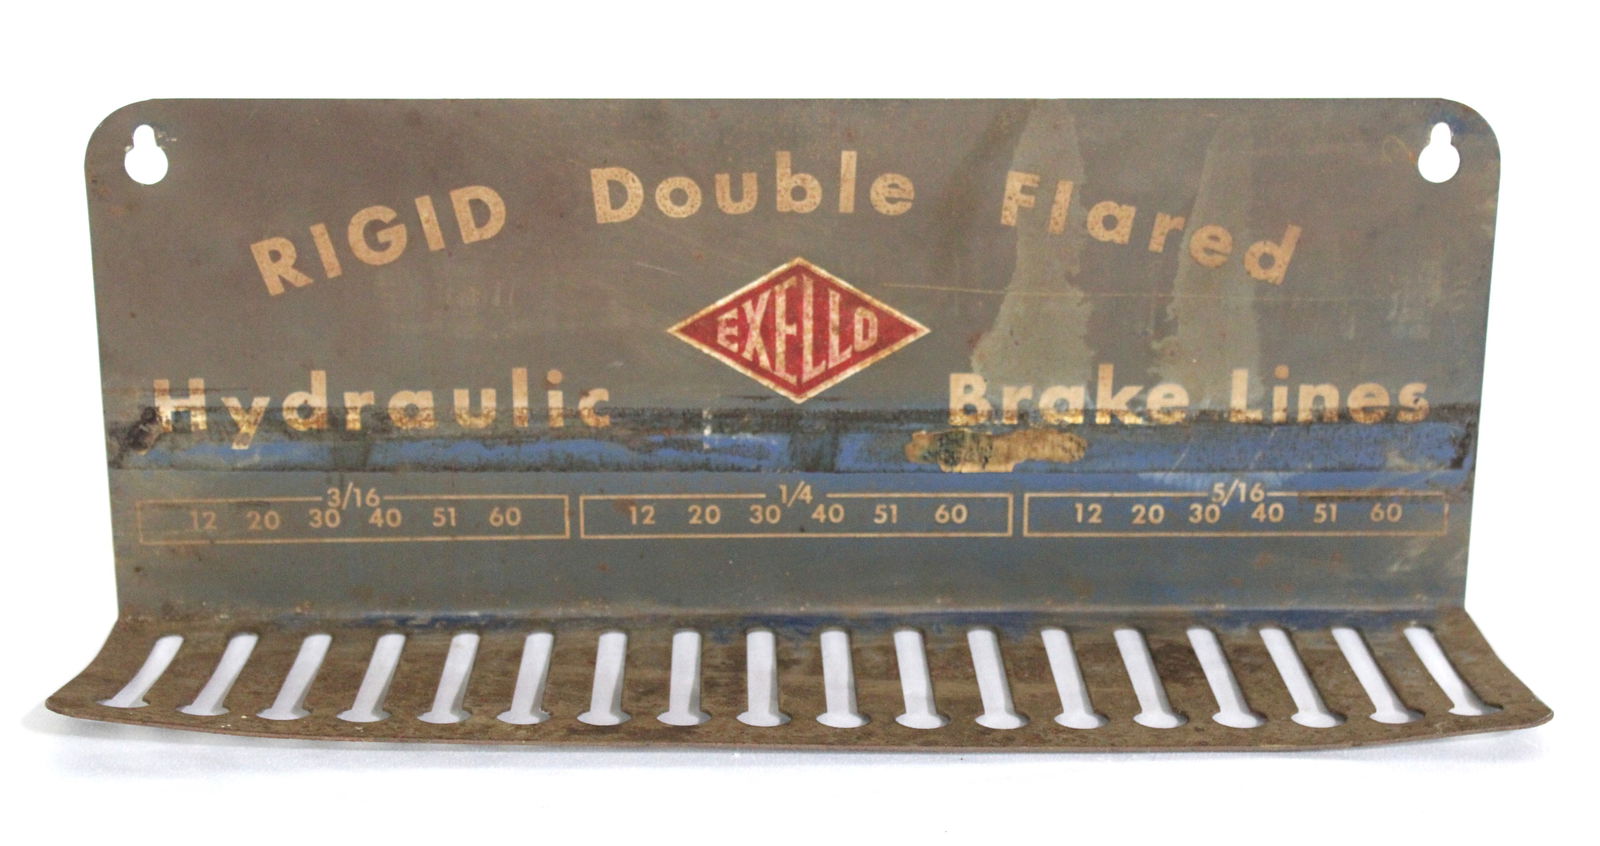 RIGID Double Flared
EXELLO
Hydraulic Brake Lines
3/16 1/4 5/16
12 20 30 40 51 60 12 20 30 40 51 60 12 20 30 40 51 60